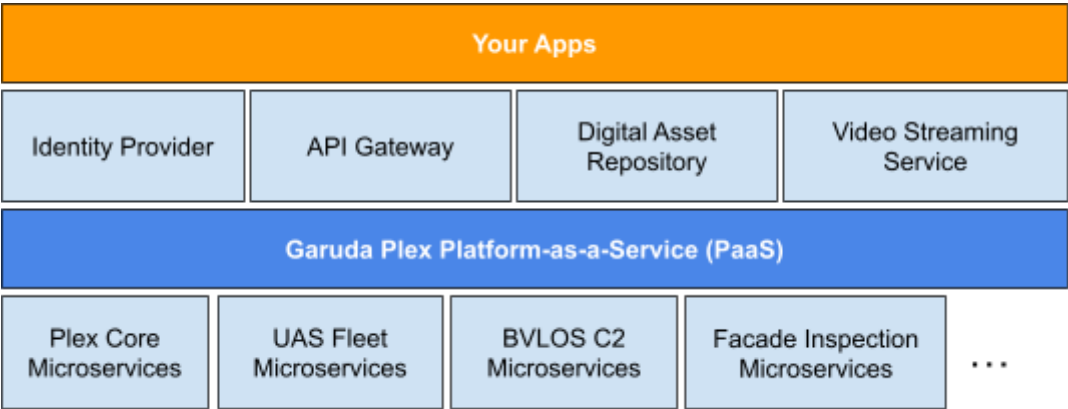 Your Apps
Identity Provider
API Gateway
Digital Asset
Repository
Video Streaming
Service
Garuda Plex Platform-as-a-Service (PaaS)
Plex Core
Microservices
UAS Fleet
Microservices
BVLOS C2
Microservices
Facade Inspection
Microservices
...